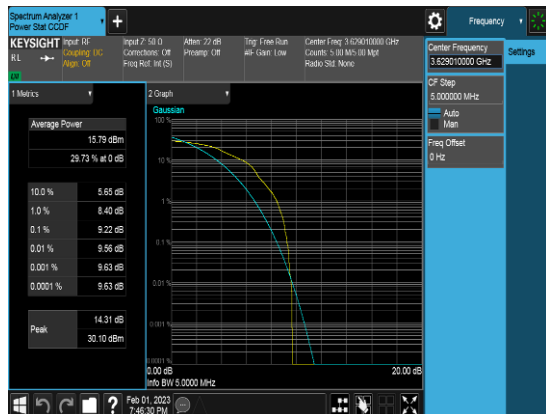 Spectrum Analyzer 1
Power Stat CCDF
Frequency
KEYSIGHT
RL
Input: RF
Coupling: DC
Align: Off
Input Z: 50 Ω
Corrections: Off
Freq Ref: Int (S)
Atten: 22 dB
Preamp: Off
Trig: Free Run
#IF Gain: Low
Center Freq: 3.629010000 GHz
Counts: 5.00 M/5.00 Mpt
Radio Std: None
Center Frequency
3.629010000 GHz
Settings
CF Step
5.000000 MHz
Auto
Man
Freq Offset
0 Hz
1 Metrics
Average Power
15.79 dBm
29.73 % at 0 dB
10.0 % 5.65 dB
1.0 % 8.40 dB
0.1 % 9.22 dB
0.01 % 9.56 dB
0.001 % 9.63 dB
0.0001 % 9.63 dB
Peak
14.31 dB
30.10 dBm
2 Graph
Gaussian
100 %
10 %
1 %
0.1 %
0.01 %
0.001 %
0.0001 %
0.00 dB
20.00 dB
Info BW 5.0000 MHz
Feb 01, 2023
7:46:30 PM